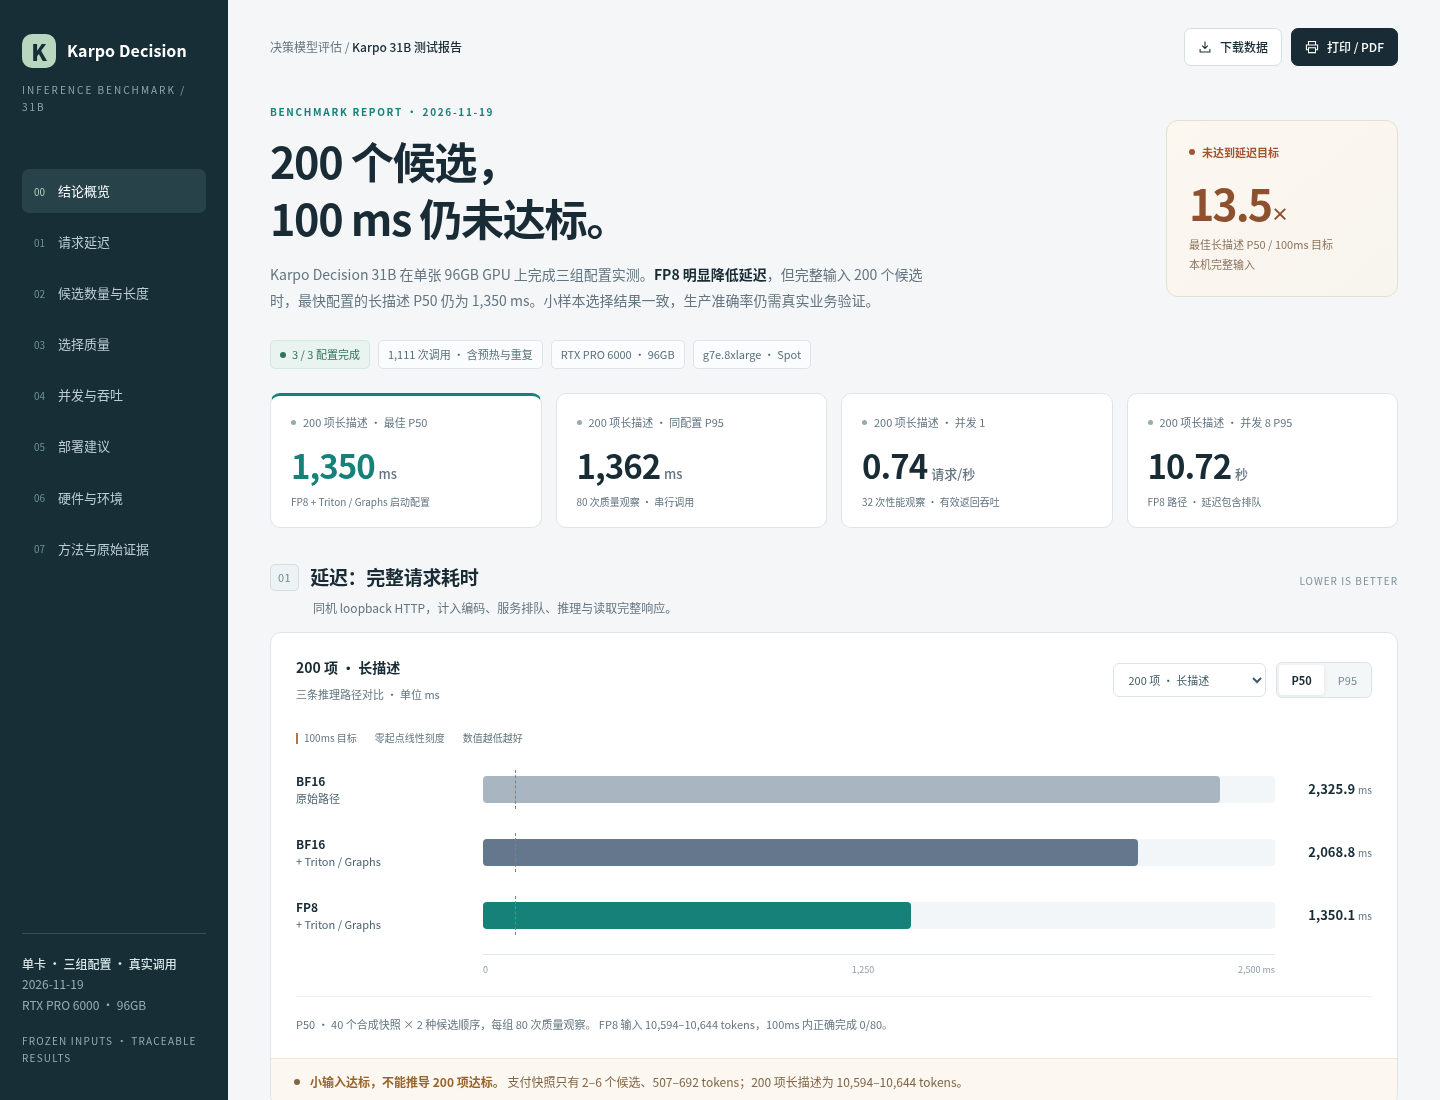 K
Karpo Decision
INFERENCE BENCHMARK /
31B
00 结论概览
01 请求延迟
02 候选数量与长度
03 选择质量
04 并发与吞吐
05 部署建议
06 硬件与环境
07 方法与原始证据
单卡 · 三组配置 · 真实调用
2026-11-19
RTX PRO 6000 · 96GB
FROZEN INPUTS · TRACEABLE
RESULTS
决策模型评估 / Karpo 31B 测试报告
下载数据
打印 / PDF
BENCHMARK REPORT · 2026-11-19
200 个候选，
100 ms 仍未达标。
Karpo Decision 31B 在单张 96GB GPU 上完成三组配置实测。FP8 明显降低延迟，但完整输入 200 个候选
时，最快配置的长描述 P50 仍为 1,350 ms。小样本选择结果一致，生产准确率仍需真实业务验证。
未达到延迟目标
13.5×
最佳长描述 P50 / 100ms 目标
本机完整输入
3 / 3 配置完成
1,111 次调用 · 含预热与重复
RTX PRO 6000 · 96GB
g7e.8xlarge · Spot
200 项长描述 · 最佳 P50
1,350 ms
FP8 + Triton / Graphs 启动配置
200 项长描述 · 同配置 P95
1,362 ms
80 次质量观察 · 串行调用
200 项长描述 · 并发 1
0.74 请求/秒
32 次性能观察 · 有效返回吞吐
200 项长描述 · 并发 8 P95
10.72 秒
FP8 路径 · 延迟包含排队
01 延迟：完整请求耗时
LOWER IS BETTER
同机 loopback HTTP，计入编码、服务排队、推理与读取完整响应。
200 项 · 长描述
三条推理路径对比 · 单位 ms
200 项 · 长描述
P50 P95
100ms 目标 零起点线性刻度 数值越低越好
BF16
原始路径
2,325.9 ms
BF16
+ Triton / Graphs
2,068.8 ms
FP8
+ Triton / Graphs
1,350.1 ms
0 1,250 2,500 ms
P50 · 40 个合成快照 × 2 种候选顺序，每组 80 次质量观察。 FP8 输入 10,594–10,644 tokens，100ms 内正确完成 0/80。
小输入达标，不能推导 200 项达标。 支付快照只有 2–6 个候选、507–692 tokens；200 项长描述为 10,594–10,644 tokens。